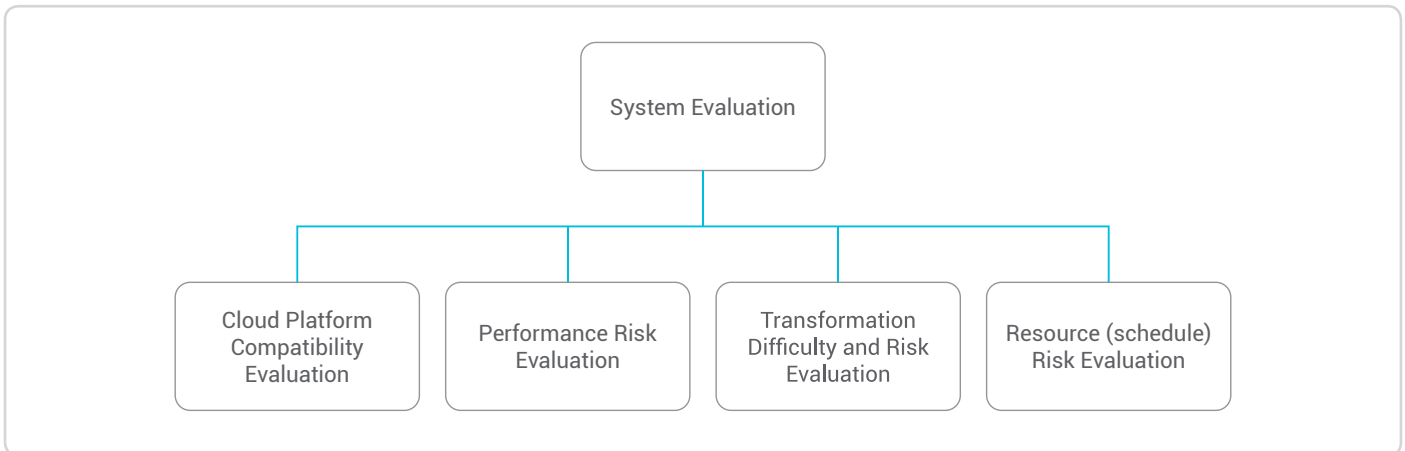 System Evaluation
Cloud Platform
Compatibility
Evaluation
Performance Risk
Evaluation
Transformation
Difficulty and Risk
Evaluation
Resource (schedule)
Risk Evaluation